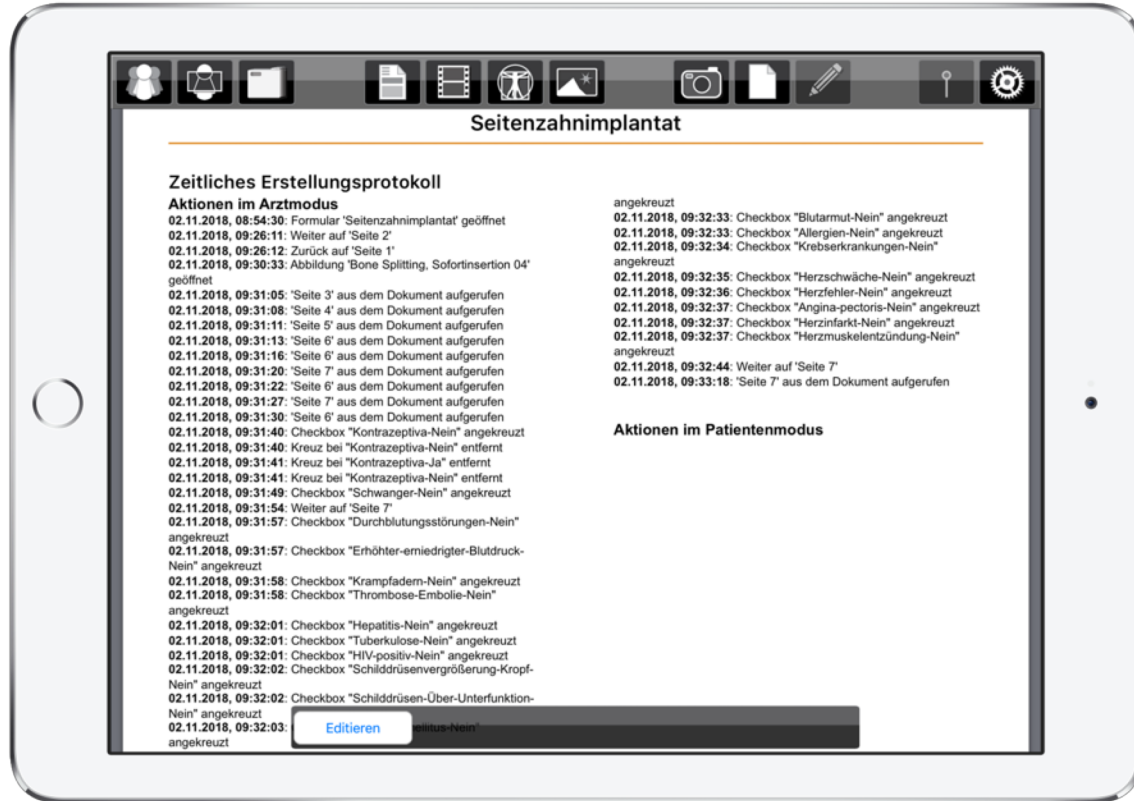 Seitenzahnimplantat
Zeitliches Erstellungsprotokoll
Aktionen im Arztmodus
02.11.2018, 08:54:30: Formular 'Seitenzahnimplantat' geöffnet
02.11.2018, 09:26:11: Weiter auf 'Seite 2'
02.11.2018, 09:26:12: Zurück auf 'Seite 1'
02.11.2018, 09:30:33: Abbildung 'Bone Splitting, Sofortinsertion 04'
geöffnet
02.11.2018, 09:31:05: 'Seite 3' aus dem Dokument aufgerufen
02.11.2018, 09:31:08: 'Seite 4' aus dem Dokument aufgerufen
02.11.2018, 09:31:11: 'Seite 5' aus dem Dokument aufgerufen
02.11.2018, 09:31:13: 'Seite 6' aus dem Dokument aufgerufen
02.11.2018, 09:31:16: 'Seite 6' aus dem Dokument aufgerufen
02.11.2018, 09:31:20: 'Seite 7' aus dem Dokument aufgerufen
02.11.2018, 09:31:22: 'Seite 6' aus dem Dokument aufgerufen
02.11.2018, 09:31:27: 'Seite 7' aus dem Dokument aufgerufen
02.11.2018, 09:31:30: 'Seite 6' aus dem Dokument aufgerufen
02.11.2018, 09:31:40: Checkbox "Kontrazeptiva-Nein" angekreuzt
02.11.2018, 09:31:40: Kreuz bei "Kontrazeptiva-Nein" entfernt
02.11.2018, 09:31:41: Kreuz bei "Kontrazeptiva-Ja" entfernt
02.11.2018, 09:31:41: Kreuz bei "Kontrazeptiva-Nein" entfernt
02.11.2018, 09:31:49: Checkbox "Schwanger-Nein" angekreuzt
02.11.2018, 09:31:54: Weiter auf 'Seite 7'
02.11.2018, 09:31:57: Checkbox "Durchblutungsstörungen-Nein"
angekreuzt
02.11.2018, 09:31:57: Checkbox "Erhöhter-erniedrigter-Blutdruck-
Nein" angekreuzt
02.11.2018, 09:31:58: Checkbox "Krampfadern-Nein" angekreuzt
02.11.2018, 09:31:58: Checkbox "Thrombose-Embolie-Nein"
angekreuzt
02.11.2018, 09:32:01: Checkbox "Hepatitis-Nein" angekreuzt
02.11.2018, 09:32:01: Checkbox "Tuberkulose-Nein" angekreuzt
02.11.2018, 09:32:01: Checkbox "HIV-positiv-Nein" angekreuzt
02.11.2018, 09:32:02: Checkbox "Schilddrüsenvergrößerung-Kropf-
Nein" angekreuzt
02.11.2018, 09:32:02: Checkbox "Schilddrüsen-Über-Unterfunktion-
Nein" angekreuzt
02.11.2018, 09:32:03: ellitus-Nein"
angekreuzt
Editieren
angekreuzt
02.11.2018, 09:32:33: Checkbox "Blutarmut-Nein" angekreuzt
02.11.2018, 09:32:33: Checkbox "Allergien-Nein" angekreuzt
02.11.2018, 09:32:34: Checkbox "Krebserkrankungen-Nein"
angekreuzt
02.11.2018, 09:32:35: Checkbox "Herzschwäche-Nein" angekreuzt
02.11.2018, 09:32:36: Checkbox "Herzfehler-Nein" angekreuzt
02.11.2018, 09:32:37: Checkbox "Angina-pectoris-Nein" angekreuzt
02.11.2018, 09:32:37: Checkbox "Herzinfarkt-Nein" angekreuzt
02.11.2018, 09:32:37: Checkbox "Herzmuskelentzündung-Nein"
angekreuzt
02.11.2018, 09:32:44: Weiter auf 'Seite 7'
02.11.2018, 09:33:18: 'Seite 7' aus dem Dokument aufgerufen
Aktionen im Patientenmodus